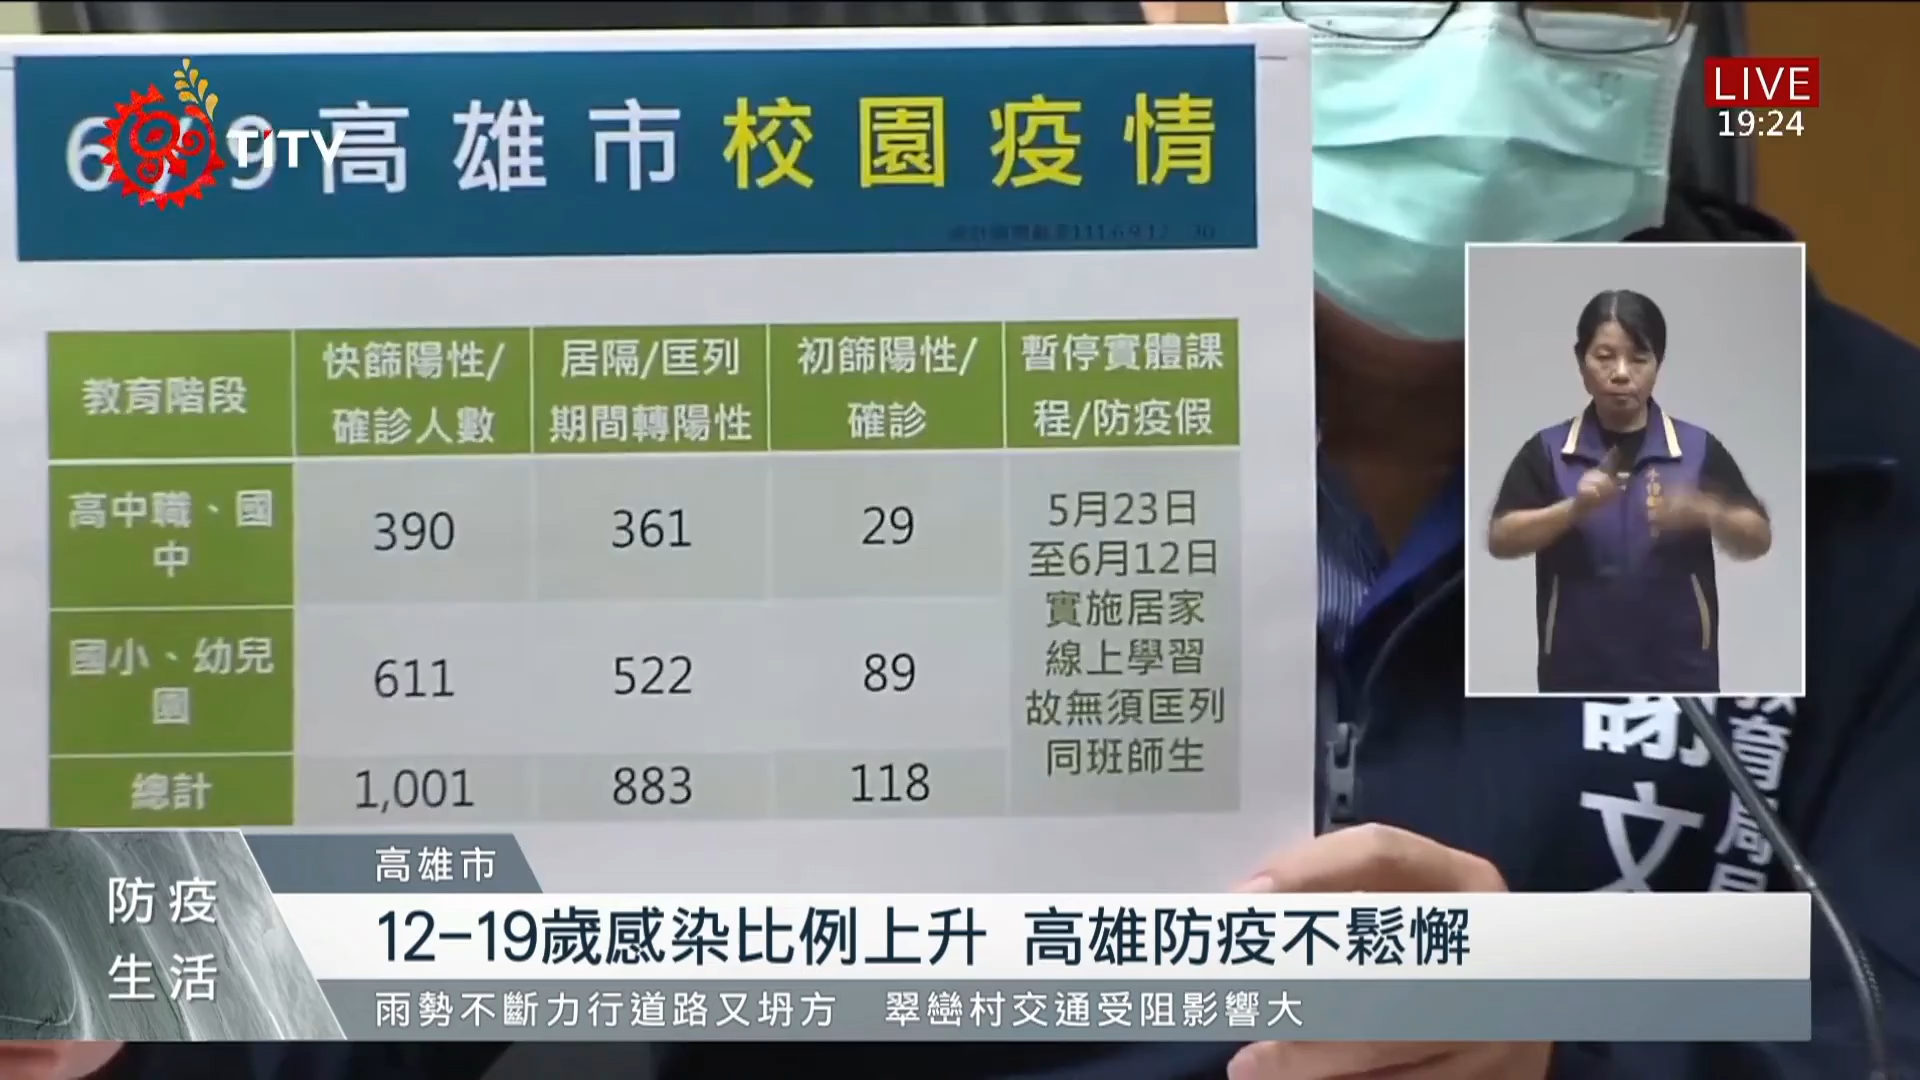 6/9高雄市校園疫情
TITV
LIVE
19:24
教育階段
快篩陽性/
確診人數
居隔/匡列
期間轉陽性
初篩陽性/
確診
暫停實體課
程/防疫假
高中職、國
中
390
361
29
國小、幼兒
園
611
522
89
總計
1,001
883
118
5月23日
至6月12日
實施居家
線上學習
故無須匡列
同班師生
教育局
謝文
高雄市
防疫
生活
12-19歲感染比例上升 高雄防疫不鬆懈
雨勢不斷力行道路又坍方 翠巒村交通受阻影響大